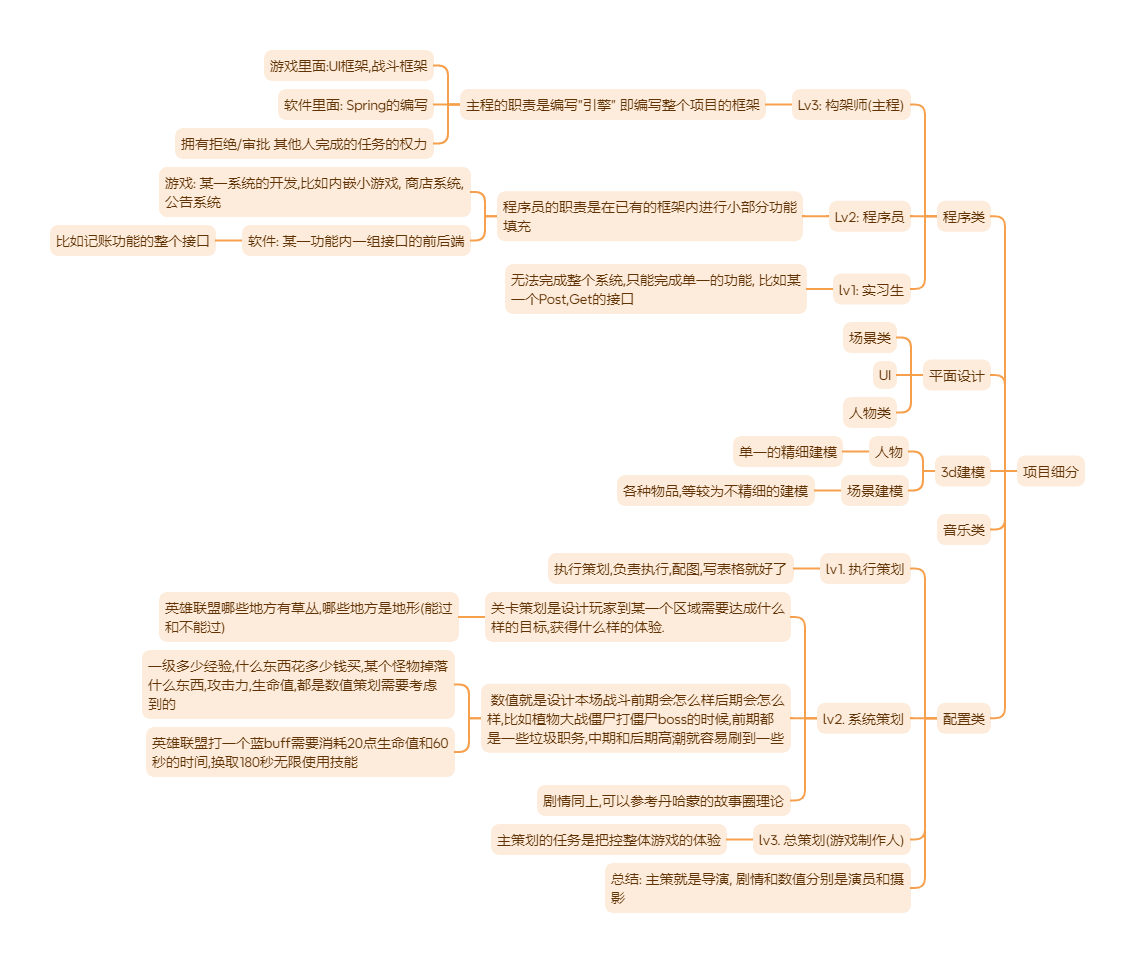 项目细分
程序类
Lv3: 构架师(主程)
主程的职责是编写"引擎" 即编写整个项目的框架
游戏里面:UI框架,战斗框架
软件里面: Spring的编写
拥有拒绝/审批 其他人完成的任务的权力
Lv2: 程序员
程序员的职责是在已有的框架内进行小部分功能
填充
游戏: 某一系统的开发,比如内嵌小游戏, 商店系统,
公告系统
软件: 某一功能内一组接口的前后端
比如记账功能的整个接口
lv1: 实习生
无法完成整个系统,只能完成单一的功能, 比如某
一个Post,Get的接口
平面设计
场景类
UI
人物类
3d建模
人物
单一的精细建模
场景建模
各种物品,等较为不精细的建模
音乐类
配置类
lv1. 执行策划
执行策划,负责执行,配图,写表格就好了
lv2. 系统策划
关卡策划是设计玩家到某一个区域需要达成什么
样的目标,获得什么样的体验.
英雄联盟哪些地方有草丛,哪些地方是地形(能过
和不能过)
数值就是设计本场战斗前期会怎么样后期会怎么
样,比如植物大战僵尸打僵尸boss的时候,前期都
是一些垃圾职务,中期和后期高潮就容易刷到一些
一级多少经验,什么东西花多少钱买,某个怪物掉落
什么东西,攻击力,生命值,都是数值策划需要考虑
到的
英雄联盟打一个蓝buff需要消耗20点生命值和60
秒的时间,换取180秒无限使用技能
剧情同上,可以参考丹哈蒙的故事圈理论
lv3. 总策划(游戏制作人)
主策划的任务是把控整体游戏的体验
总结: 主策就是导演, 剧情和数值分别是演员和摄
影